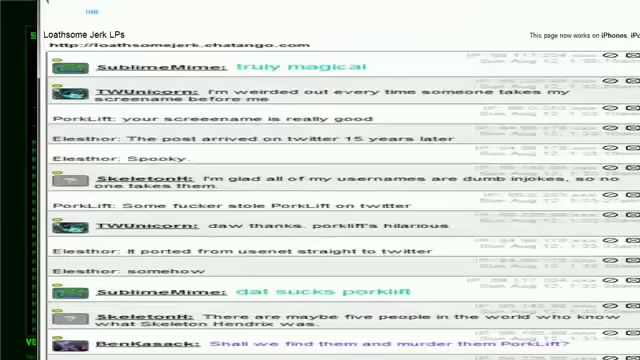 Loathsome Jerk LPs
This page now works on iPhones, iPo
http://loathsomejerk.chatango.com
SublimeMime: truly magical
TWUnicorn: I'm weirded out every time someone takes my
screename before me
PorkLift: your screeename is really good
Elesthor: The post arrived on twitter 15 years later
Elesthor: Spooky.
SkeletonH: I'm glad all of my usernames are dumb injokes, so no
one takes them.
PorkLift: Some fucker stole PorkLift on twitter
TWUnicorn: daw thanks. porklift's hilarious
Elesthor: it ported from usenet straight to twitter
Elesthor: somehow
SublimeMime: dat sucks porklift
SkeletonH: There are maybe five people in the world who know
what Skeleton Hendrix was.
BenKasack: Shall we find them and murder them PorkLift?